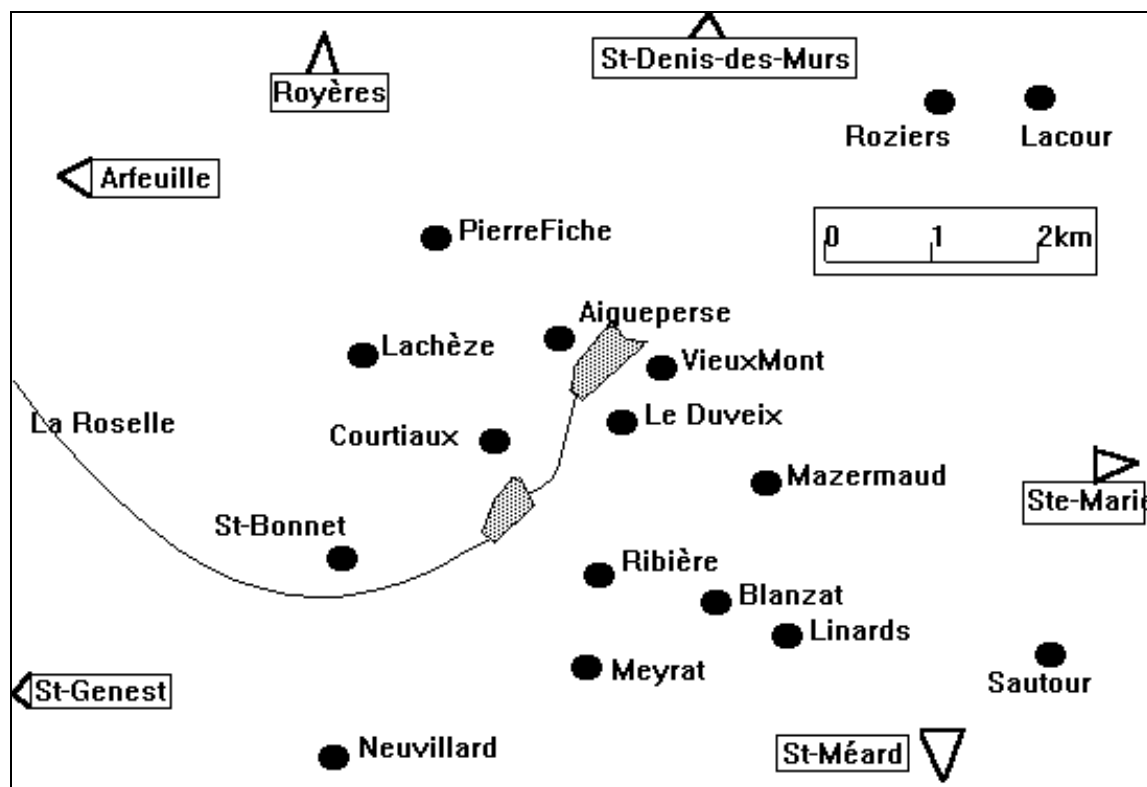 St-Denis-des-Murs
Royères
Roziers
Lacour
Arfeuille
PierreFiche
0 1 2km
Aigueperse
Lachèze
VieuxMont
La Roselle
Le Duveix
Courtiaux
Mazermaud
Ste-Marie
St-Bonnet
Ribière
Blanzat
Linards
Meyrat
Sautour
St-Genest
Neuvillard
St-Méard